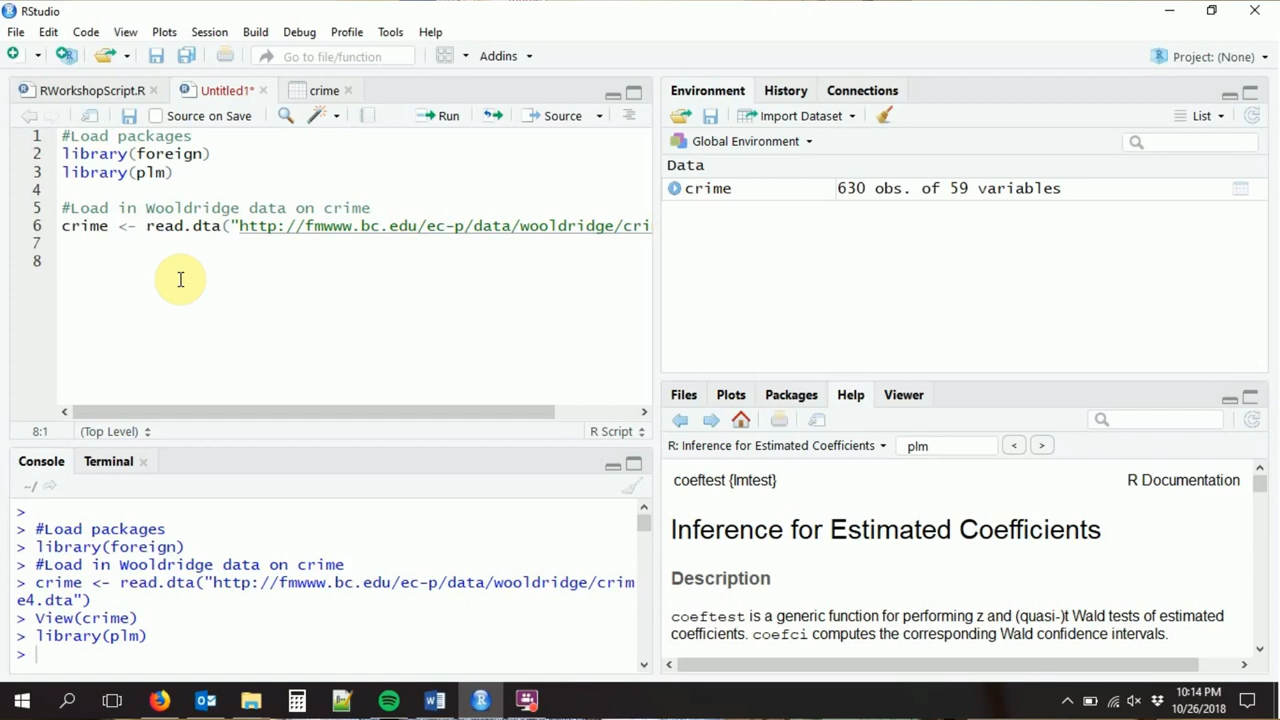 RStudio
File Edit Code View Plots Session Build Debug Profile Tools Help
Go to file/function Addins Project: (None)
RWorkshopScript.R Untitled1* crime
Source on Save Run Source
1 #Load packages
2 library(foreign)
3 library(plm)
4
5 #Load in Wooldridge data on crime
6 crime <- read.dta("http://fmwww.bc.edu/ec-p/data/wooldridge/cri
7
8
8:1 (Top Level) R Script
Console Terminal
~/
>
> #Load packages
> library(foreign)
> #Load in Wooldridge data on crime
> crime <- read.dta("http://fmwww.bc.edu/ec-p/data/wooldridge/crim
e4.dta")
> View(crime)
> library(plm)
>
Environment History Connections
Import Dataset List
Global Environment
Data
crime 630 obs. of 59 variables
Files Plots Packages Help Viewer
R: Inference for Estimated Coefficients plm < >
coeftest {lmtest} R Documentation
Inference for Estimated Coefficients
Description
coeftest is a generic function for performing z and (quasi-)t Wald tests of estimated
coefficients. coefci computes the corresponding Wald confidence intervals.
10:14 PM
10/26/2018